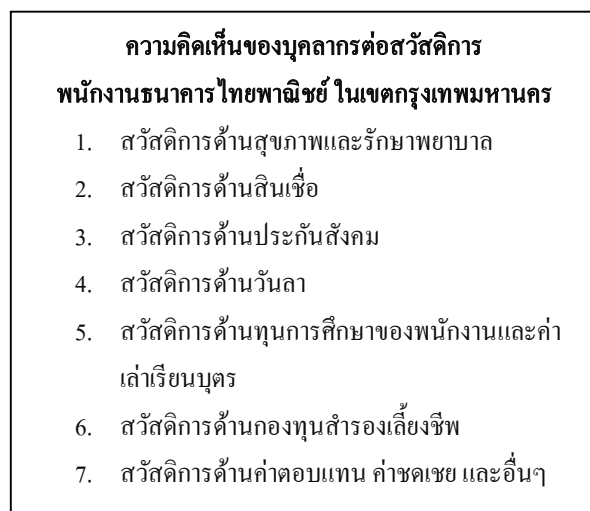 ความคิดเห็นของบุคลากรต่อสวัสดิการ
พนักงานธนาคารไทยพาณิชย์ ในเขตกรุงเทพมหานคร
1. สวัสดิการด้านสุขภาพและรักษาพยาบาล
2. สวัสดิการด้านสินเชื่อ
3. สวัสดิการด้านประกันสังคม
4. สวัสดิการด้านวันลา
5. สวัสดิการด้านทุนการศึกษาของพนักงานและค่า
เล่าเรียนบุตร
6. สวัสดิการด้านกองทุนสำรองเลี้ยงชีพ
7. สวัสดิการด้านค่าตอบแทน ค่าชดเชย และอื่นๆ